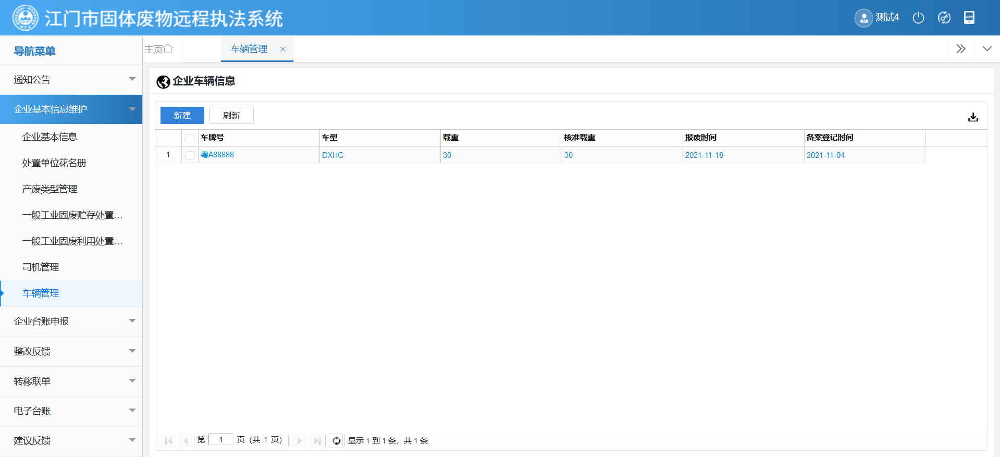 江门市固体废物远程执法系统
测试4
APP
导航菜单
主页
车辆管理
通知公告
企业基本信息维护
企业基本信息
处置单位花名册
产废类型管理
一般工业固废贮存处置…
一般工业固废利用处置…
司机管理
车辆管理
企业台账申报
整改反馈
转移联单
电子台账
建议反馈
企业车辆信息
新建 刷新
车牌号 车型 载重 核准载重 报废时间 备案登记时间
1 粤A88888 DXHC 30 30 2021-11-18 2021-11-04
第 1 页 (共 1 页) 显示 1 到 1 条，共 1 条